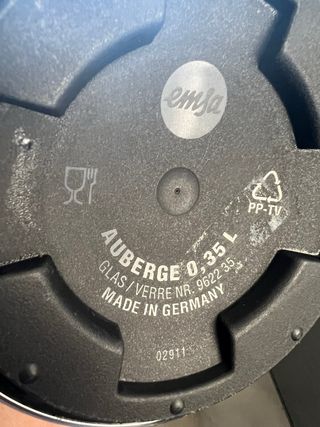 emsa
PP-TV
AUBERGE 0,35 L
GLAS / VERRE NR. 9622 35
MADE IN GERMANY
02911